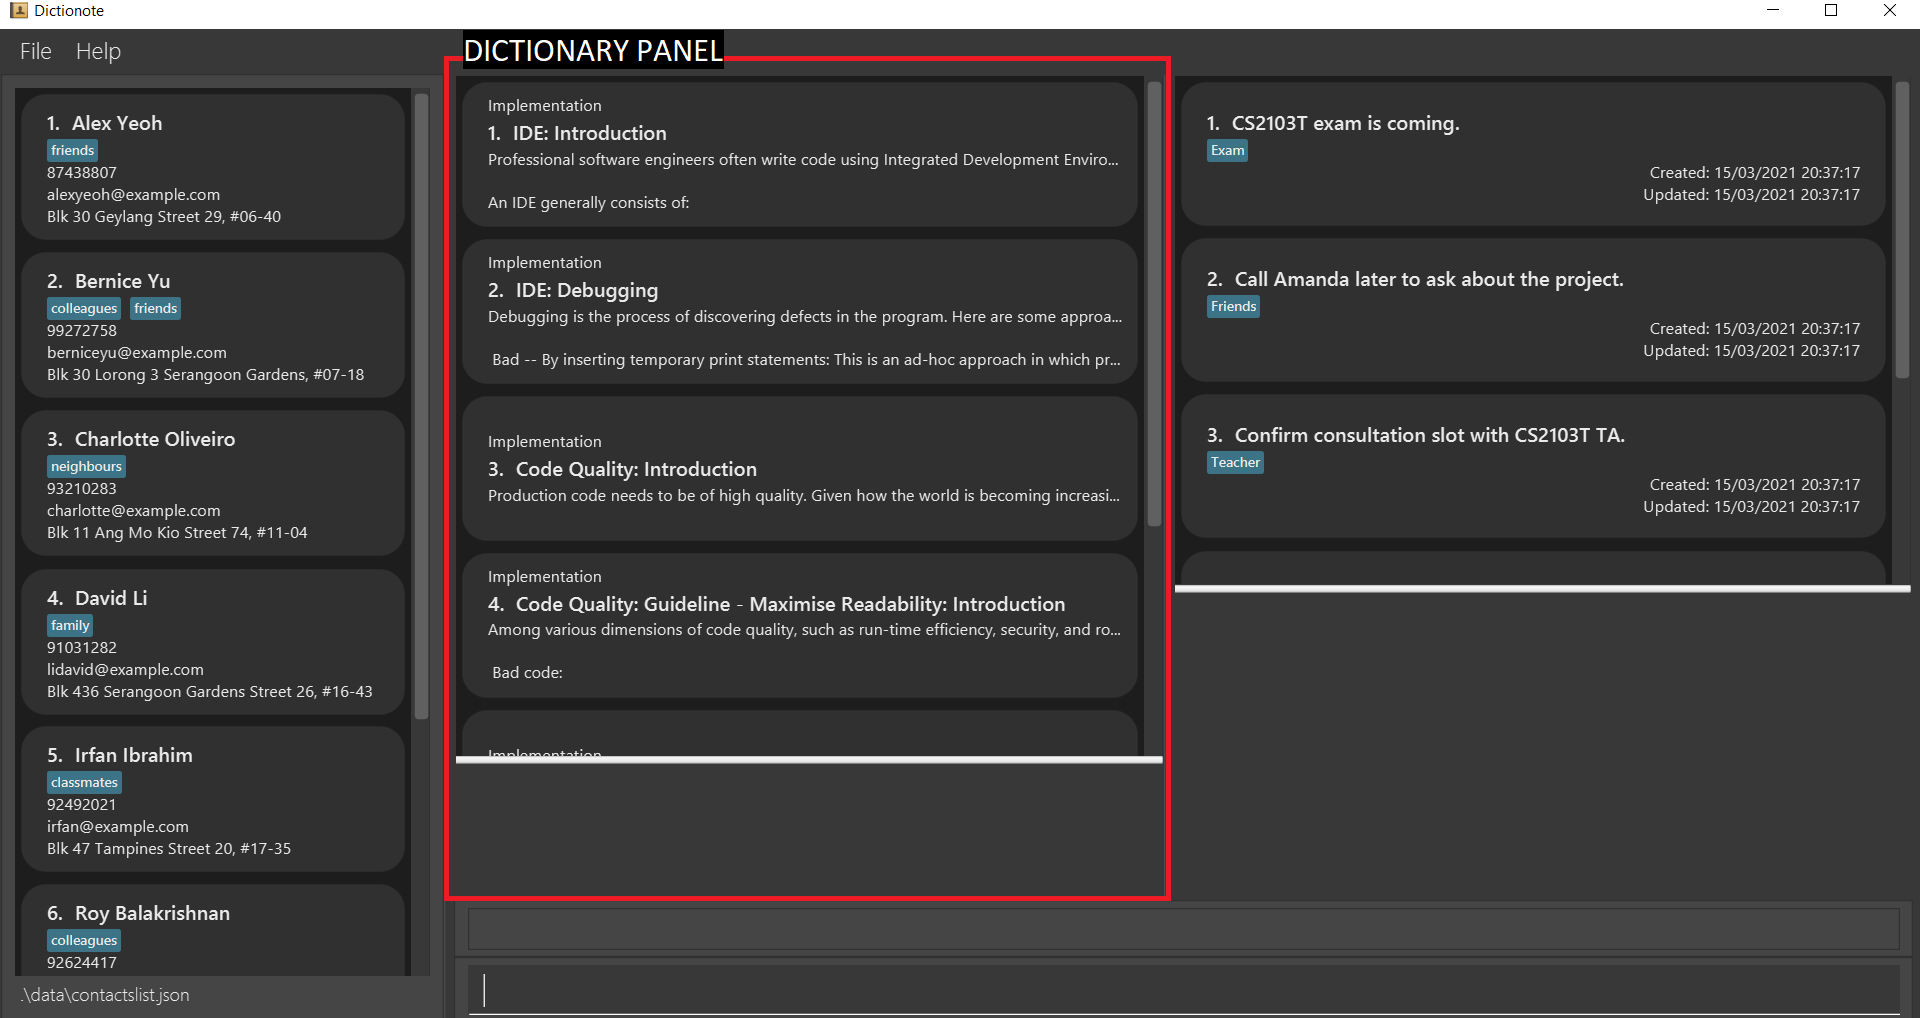 Dictionote
File Help
DICTIONARY PANEL
1. Alex Yeoh
friends
87438807
alexyeoh@example.com
Blk 30 Geylang Street 29, #06-40
2. Bernice Yu
colleagues friends
99272758
berniceyu@example.com
Blk 30 Lorong 3 Serangoon Gardens, #07-18
3. Charlotte Oliveiro
neighbours
93210283
charlotte@example.com
Blk 11 Ang Mo Kio Street 74, #11-04
4. David Li
family
91031282
lidavid@example.com
Blk 436 Serangoon Gardens Street 26, #16-43
5. Irfan Ibrahim
classmates
92492021
irfan@example.com
Blk 47 Tampines Street 20, #17-35
6. Roy Balakrishnan
colleagues
92624417
.\data\contactslist.json
Implementation
1. IDE: Introduction
Professional software engineers often write code using Integrated Development Enviro...
An IDE generally consists of:
Implementation
2. IDE: Debugging
Debugging is the process of discovering defects in the program. Here are some approa...
Bad -- By inserting temporary print statements: This is an ad-hoc approach in which pr...
Implementation
3. Code Quality: Introduction
Production code needs to be of high quality. Given how the world is becoming increasi...
Implementation
4. Code Quality: Guideline - Maximise Readability: Introduction
Among various dimensions of code quality, such as run-time efficiency, security, and ro...
Bad code:
Implementation
1. CS2103T exam is coming.
Exam
Created: 15/03/2021 20:37:17
Updated: 15/03/2021 20:37:17
2. Call Amanda later to ask about the project.
Friends
Created: 15/03/2021 20:37:17
Updated: 15/03/2021 20:37:17
3. Confirm consultation slot with CS2103T TA.
Teacher
Created: 15/03/2021 20:37:17
Updated: 15/03/2021 20:37:17